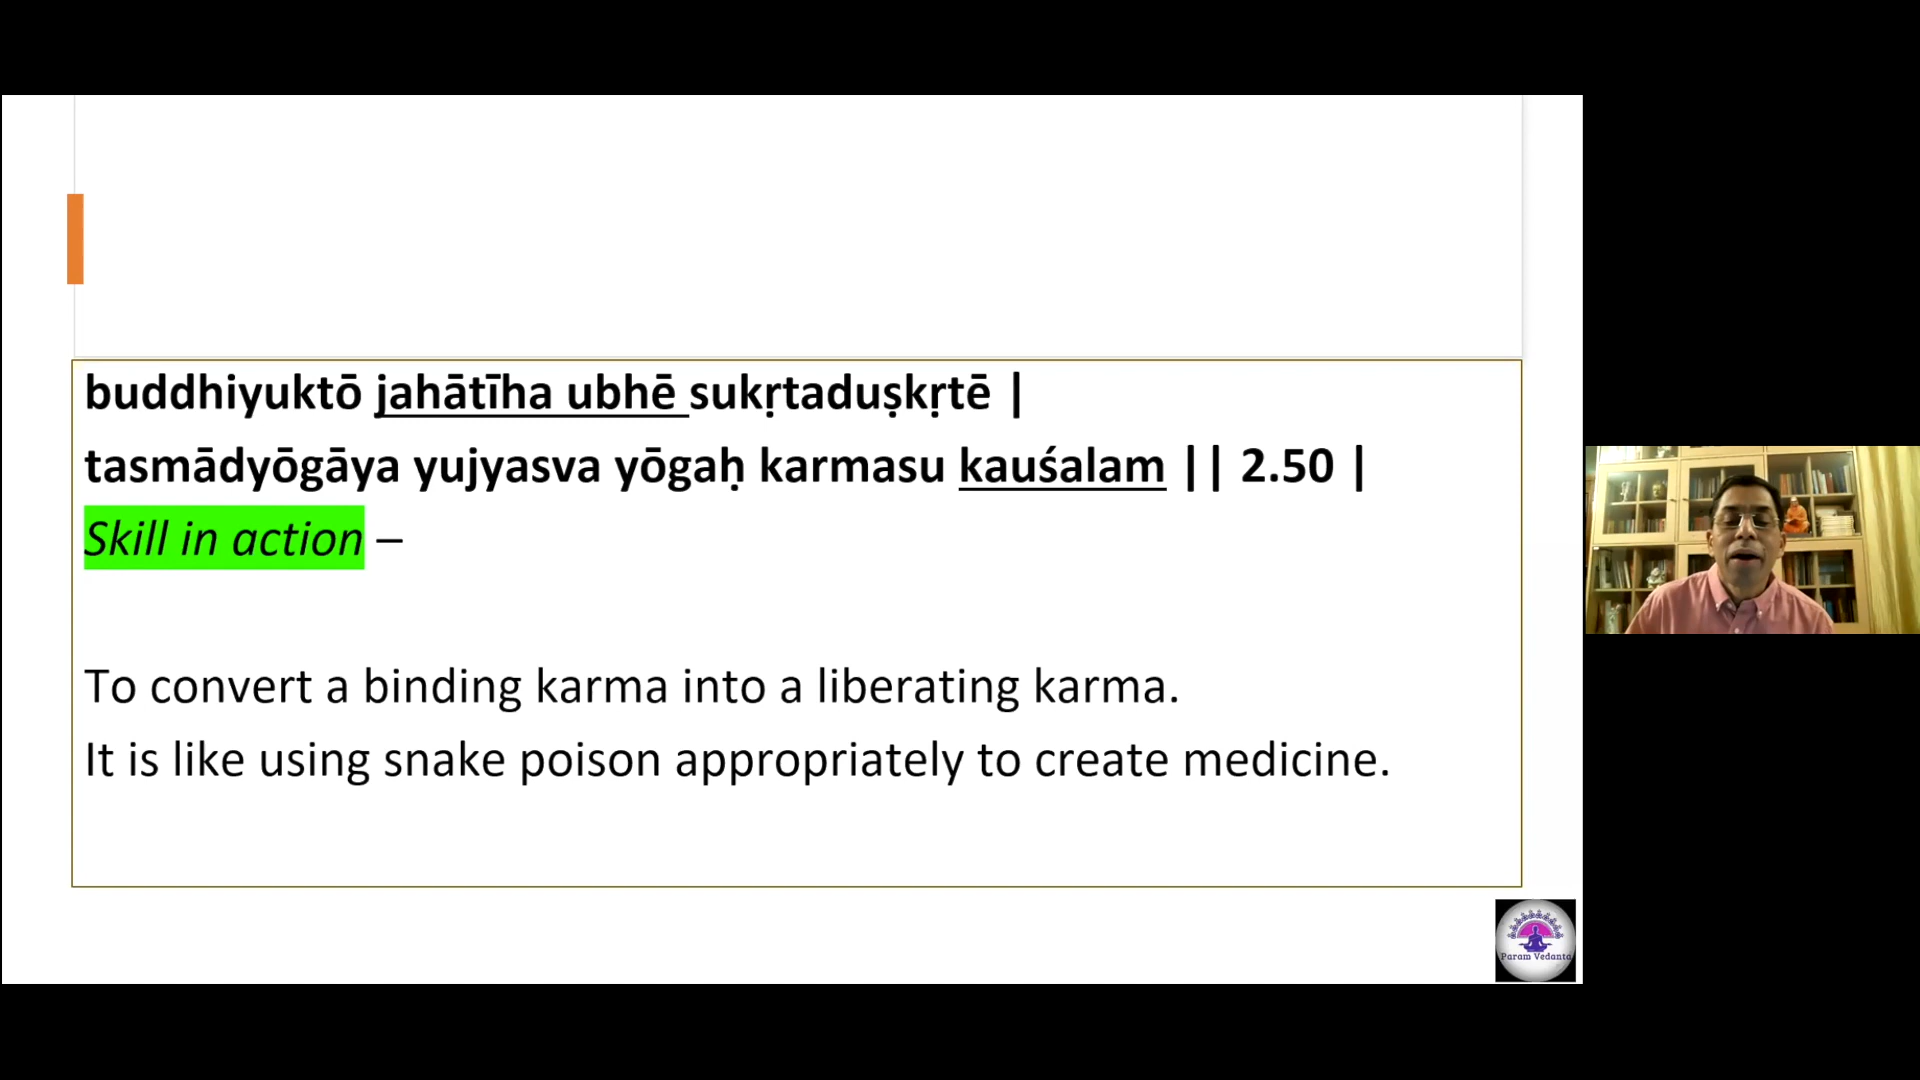 buddhiyuktō jahātīha ubhē sukṛtaduṣkṛtē |
tasmādyōgāya yujyasva yōgaḥ karmasu kauśalam || 2.50 |
Skill in action –
To convert a binding karma into a liberating karma.
It is like using snake poison appropriately to create medicine.
Param Vedanta